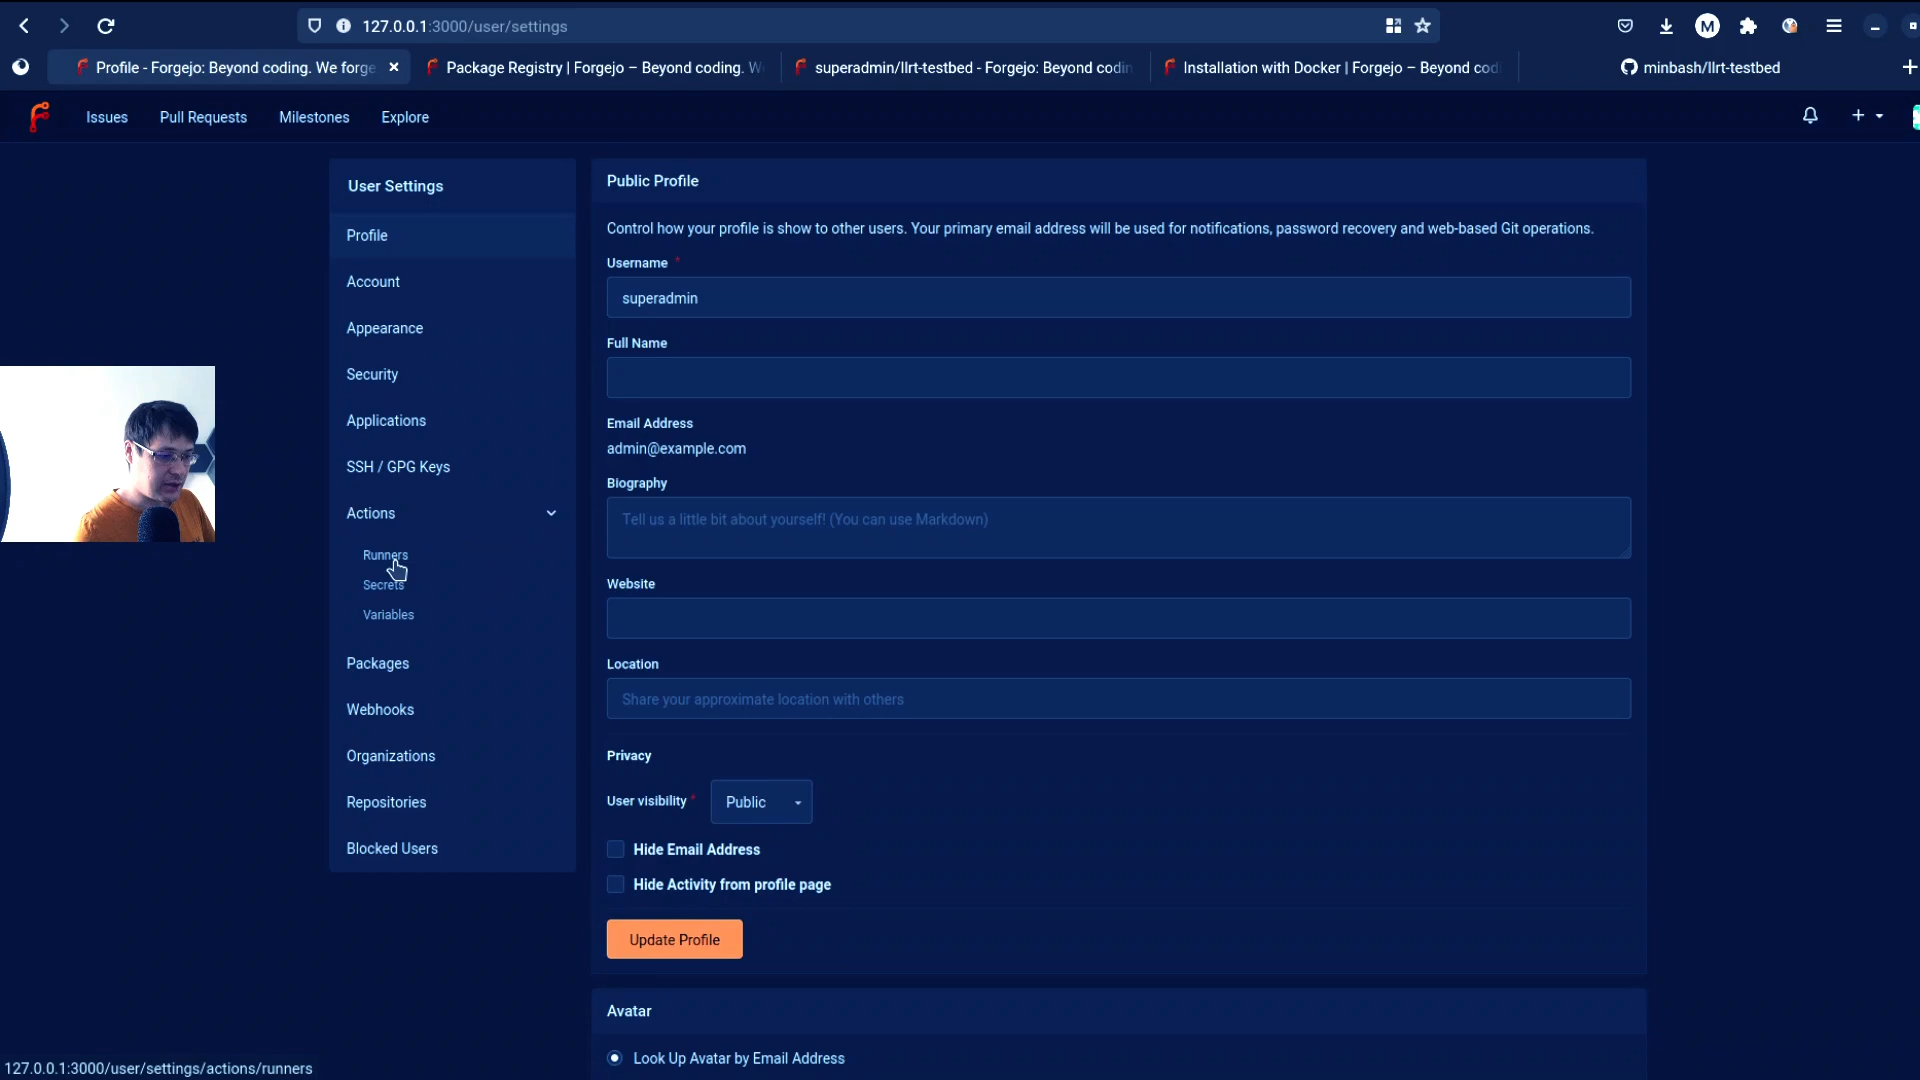 127.0.0.1:3000/user/settings
M
Profile - Forgejo: Beyond coding. We forge
Package Registry | Forgejo – Beyond coding. W
superadmin/llrt-testbed - Forgejo: Beyond codin
Installation with Docker | Forgejo – Beyond cod
minbash/llrt-testbed
Issues
Pull Requests
Milestones
Explore
User Settings
Profile
Account
Appearance
Security
Applications
SSH / GPG Keys
Actions
Runners
Secrets
Variables
Packages
Webhooks
Organizations
Repositories
Blocked Users
Public Profile
Control how your profile is show to other users. Your primary email address will be used for notifications, password recovery and web-based Git operations.
Username *
superadmin
Full Name
Email Address
admin@example.com
Biography
Tell us a little bit about yourself! (You can use Markdown)
Website
Location
Share your approximate location with others
Privacy
User visibility * Public
Hide Email Address
Hide Activity from profile page
Update Profile
Avatar
Look Up Avatar by Email Address
127.0.0.1:3000/user/settings/actions/runners